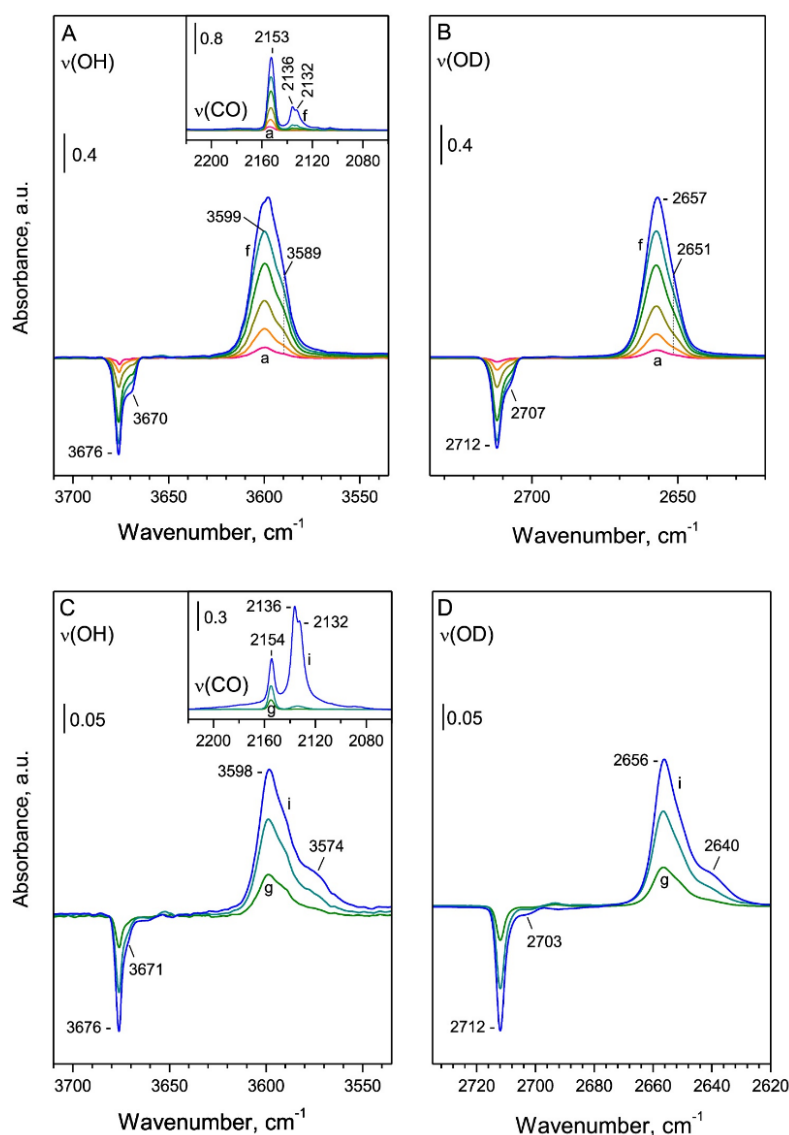 A
ν(OH)
0.4
0.8
2153
2136
2132
ν(CO)
f
a
2200 2160 2120 2080
3599
f
3589
a
3670
3676 -
3700 3650 3600 3550
Wavenumber, cm⁻¹
Absorbance, a.u.
B
ν(OD)
0.4
- 2657
2651
f
a
2707
2712 -
2700 2650
Wavenumber, cm⁻¹
C
ν(OH)
0.05
0.3
2136 -
- 2132
2154
i
ν(CO)
g
2200 2160 2120 2080
3598 -
i
3574
g
3671
3676 -
3700 3650 3600 3550
Wavenumber, cm⁻¹
Absorbance, a.u.
D
ν(OD)
0.05
2656 -
i
2640
g
2703
2712 -
2720 2700 2680 2660 2640 2620
Wavenumber, cm⁻¹